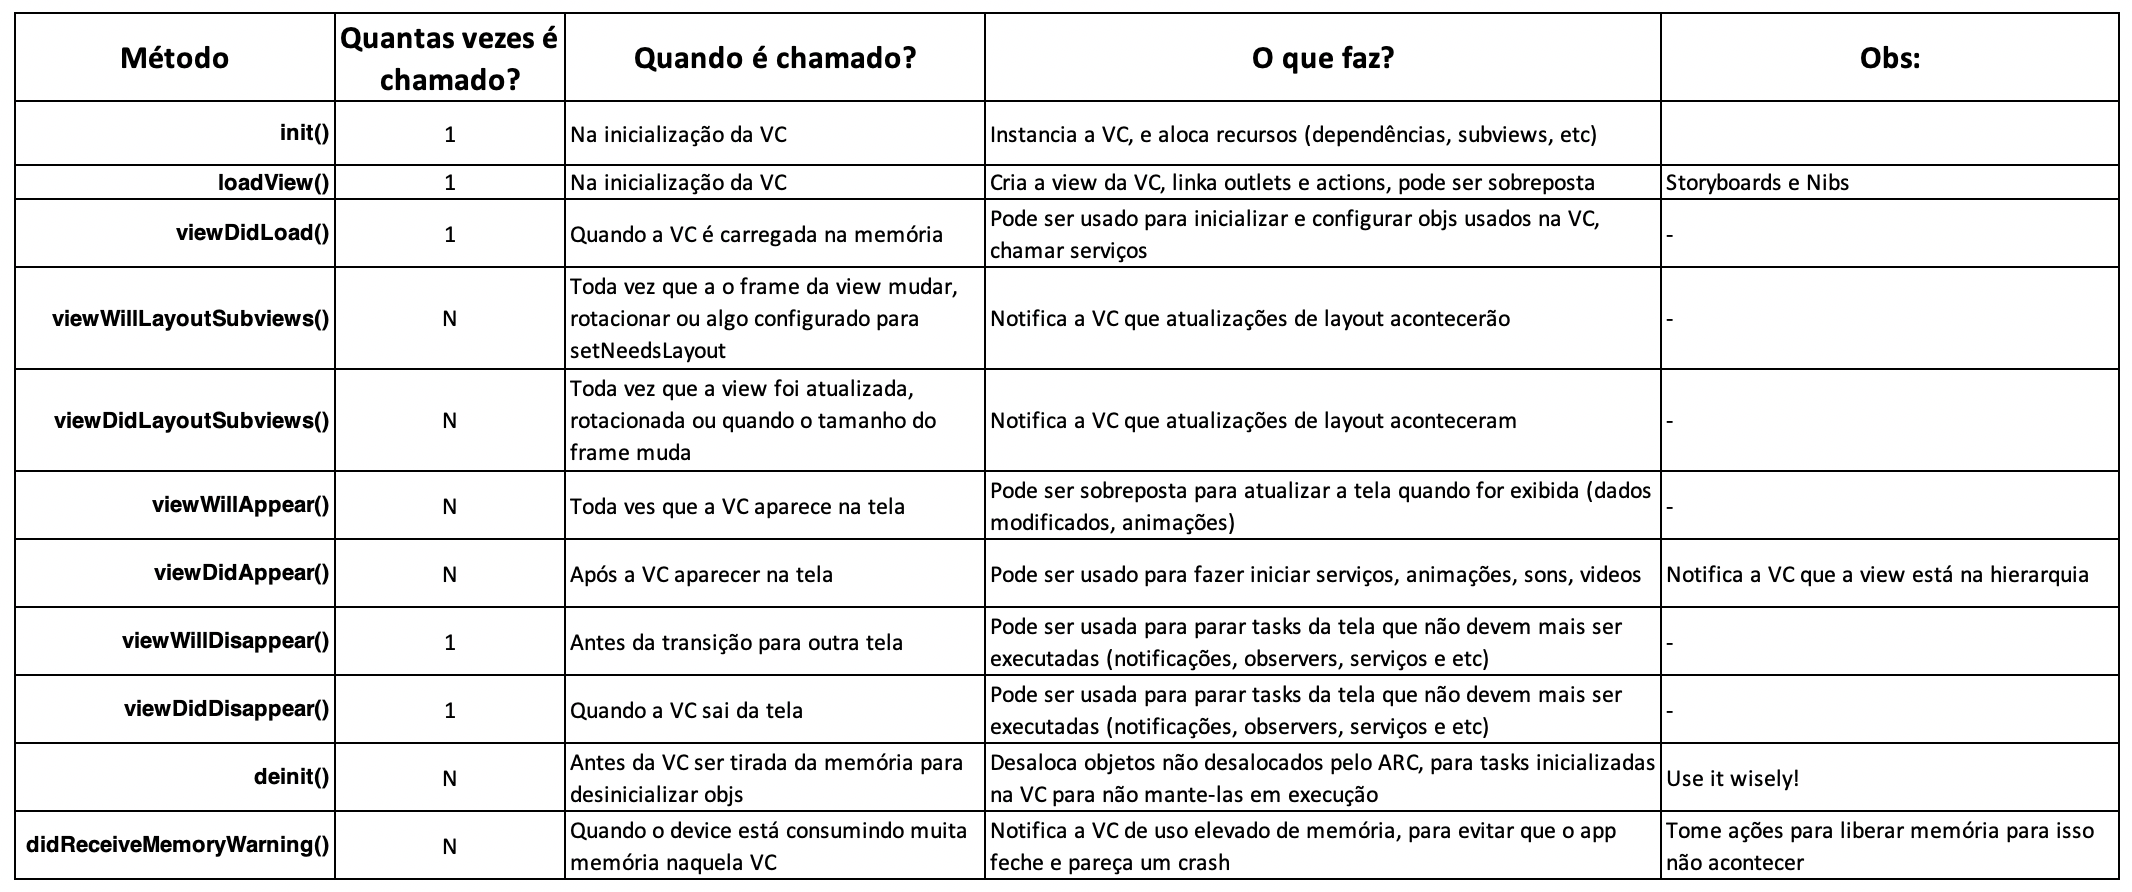 Método
Quantas vezes é
chamado?
Quando é chamado?
O que faz?
Obs:
init()
1
Na inicialização da VC
Instancia a VC, e aloca recursos (dependências, subviews, etc)
loadView()
1
Na inicialização da VC
Cria a view da VC, linka outlets e actions, pode ser sobreposta
Storyboards e Nibs
viewDidLoad()
1
Quando a VC é carregada na memória
Pode ser usado para inicializar e configurar objs usados na VC,
chamar serviços
-
viewWillLayoutSubviews()
N
Toda vez que a o frame da view mudar,
rotacionar ou algo configurado para
setNeedsLayout
Notifica a VC que atualizações de layout acontecerão
-
viewDidLayoutSubviews()
N
Toda vez que a view foi atualizada,
rotacionada ou quando o tamanho do
frame muda
Notifica a VC que atualizações de layout aconteceram
-
viewWillAppear()
N
Toda ves que a VC aparece na tela
Pode ser sobreposta para atualizar a tela quando for exibida (dados
modificados, animações)
-
viewDidAppear()
N
Após a VC aparecer na tela
Pode ser usado para fazer iniciar serviços, animações, sons, videos
Notifica a VC que a view está na hierarquia
viewWillDisappear()
1
Antes da transição para outra tela
Pode ser usada para parar tasks da tela que não devem mais ser
executadas (notificações, observers, serviços e etc)
-
viewDidDisappear()
1
Quando a VC sai da tela
Pode ser usada para parar tasks da tela que não devem mais ser
executadas (notificações, observers, serviços e etc)
-
deinit()
N
Antes da VC ser tirada da memória para
desinicializar objs
Desaloca objetos não desalocados pelo ARC, para tasks inicializadas
na VC para não mante-las em execução
Use it wisely!
didReceiveMemoryWarning()
N
Quando o device está consumindo muita
memória naquela VC
Notifica a VC de uso elevado de memória, para evitar que o app
feche e pareça um crash
Tome ações para liberar memória para isso
não acontecer